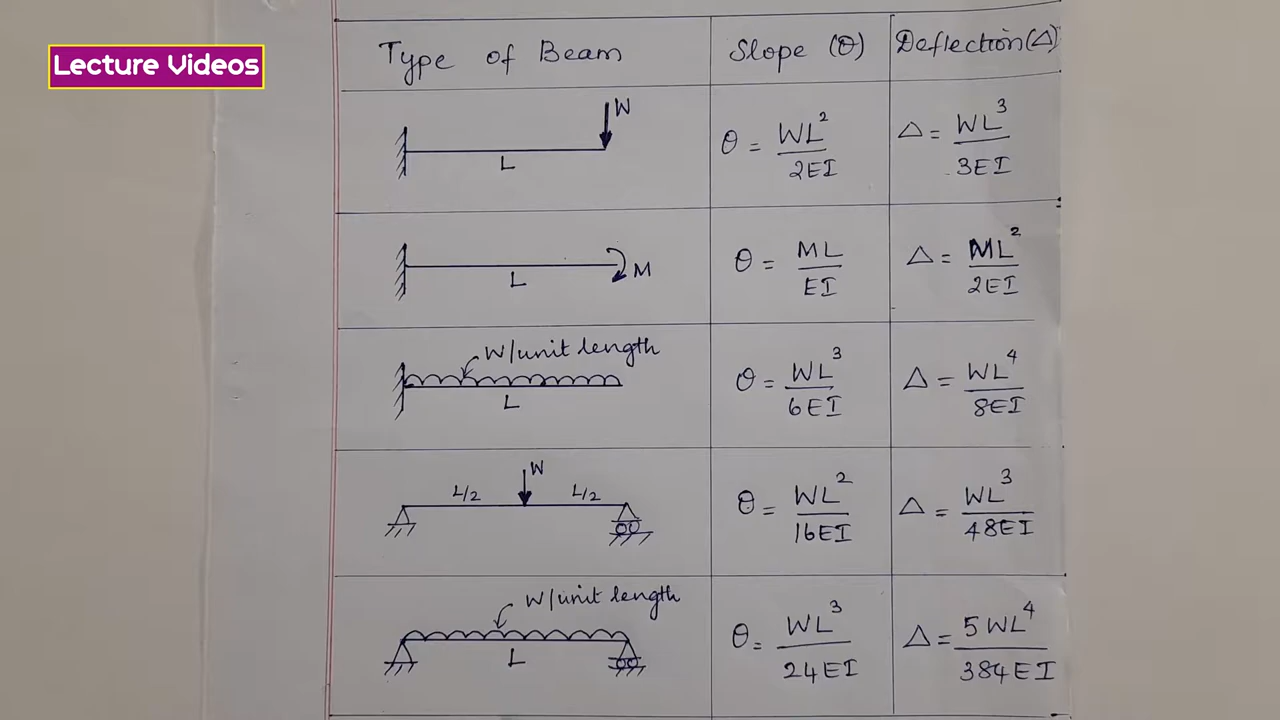 Lecture Videos
Type of Beam Slope (θ) Deflection(Δ)
W
L
θ = WL² / 2EI
Δ = WL³ / 3EI
L
M
θ = ML / EI
Δ = ML² / 2EI
W/unit length
L
θ = WL³ / 6EI
Δ = WL⁴ / 8EI
W
L/2 L/2
θ = WL² / 16EI
Δ = WL³ / 48EI
W/unit length
L
θ = WL³ / 24EI
Δ = 5WL⁴ / 384EI